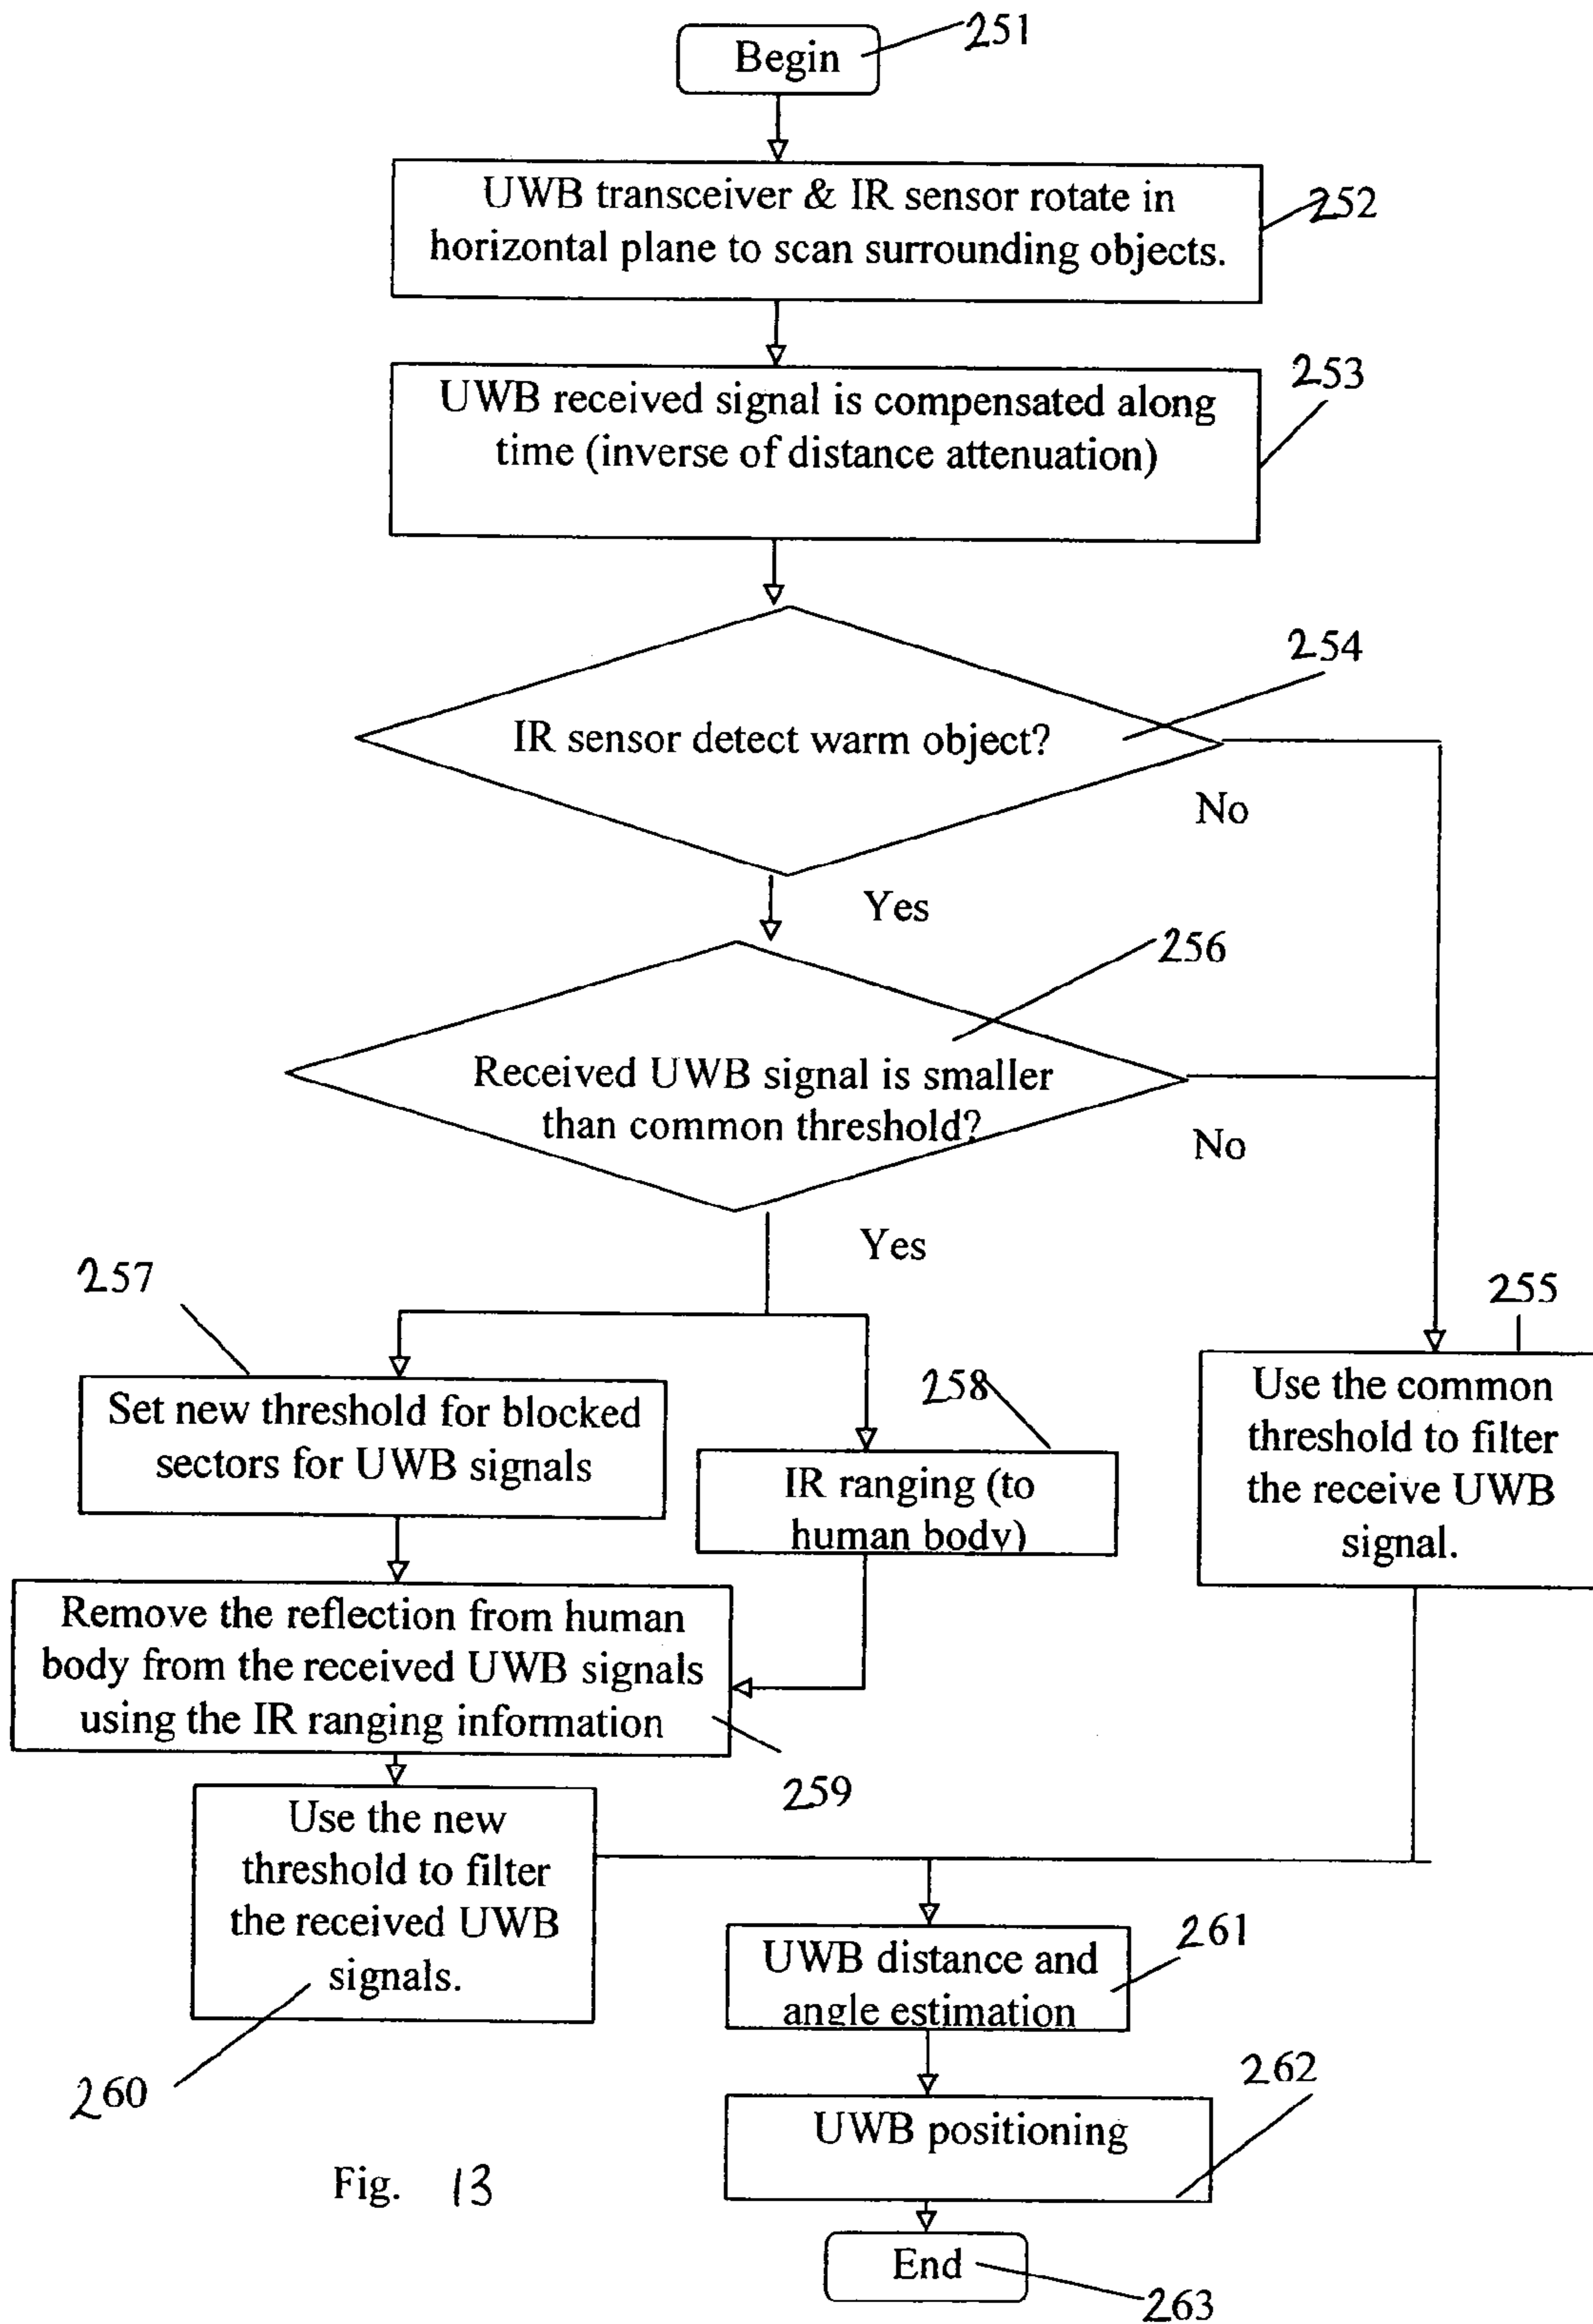 Begin
251
UWB transceiver & IR sensor rotate in
horizontal plane to scan surrounding objects.
252
UWB received signal is compensated along
time (inverse of distance attenuation)
253
IR sensor detect warm object?
254
No
Yes
256
Received UWB signal is smaller
than common threshold?
No
Yes
257
255
Set new threshold for blocked
sectors for UWB signals
258
IR ranging (to
human body)
Use the common
threshold to filter
the receive UWB
signal.
Remove the reflection from human
body from the received UWB signals
using the IR ranging information
259
Use the new
threshold to filter
the received UWB
signals.
260
UWB distance and
angle estimation
261
UWB positioning
262
Fig. 13
End
263